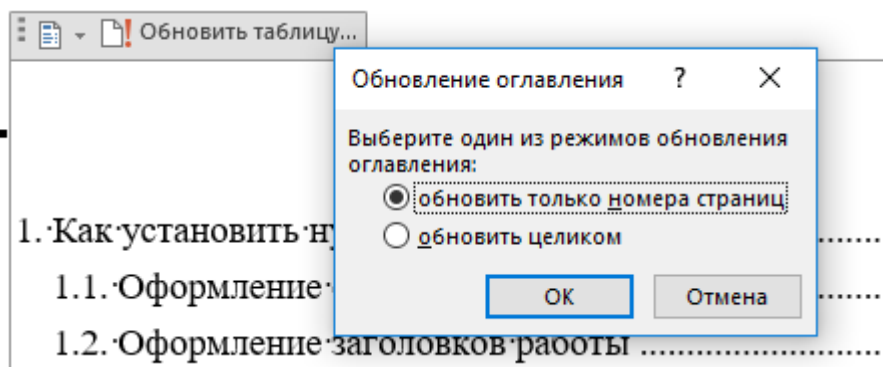 Обновить таблицу...
Обновление оглавления ?
Выберите один из режимов обновления
оглавления:
обновить только номера страниц
обновить целиком
ОК Отмена
1. Как установить
1.1. Оформление
1.2. Оформление заголовков работы